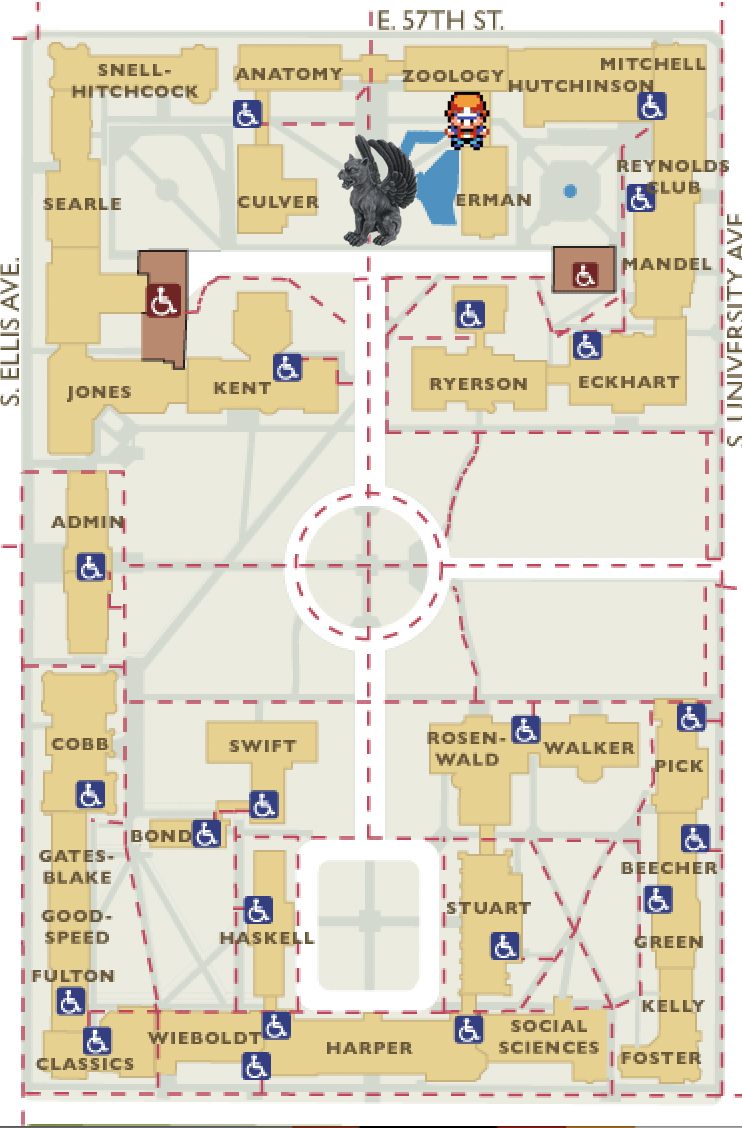 E. 57TH ST.
SNELL-
HITCHCOCK
ANATOMY
ZOOLOGY
MITCHELL
HUTCHINSON
SEARLE
CULVER
ERMAN
REYNOLDS
CLUB
MANDEL
S. ELLIS AVE.
S. UNIVERSITY AVE
JONES
KENT
RYERSON
ECKHART
ADMIN
COBB
SWIFT
ROSEN-
WALD
WALKER
PICK
BOND
GATES-
BLAKE
GOOD-
SPEED
HASKELL
STUART
BEECHER
GREEN
FULTON
KELLY
CLASSICS
WIEBOLDT
HARPER
SOCIAL
SCIENCES
FOSTER